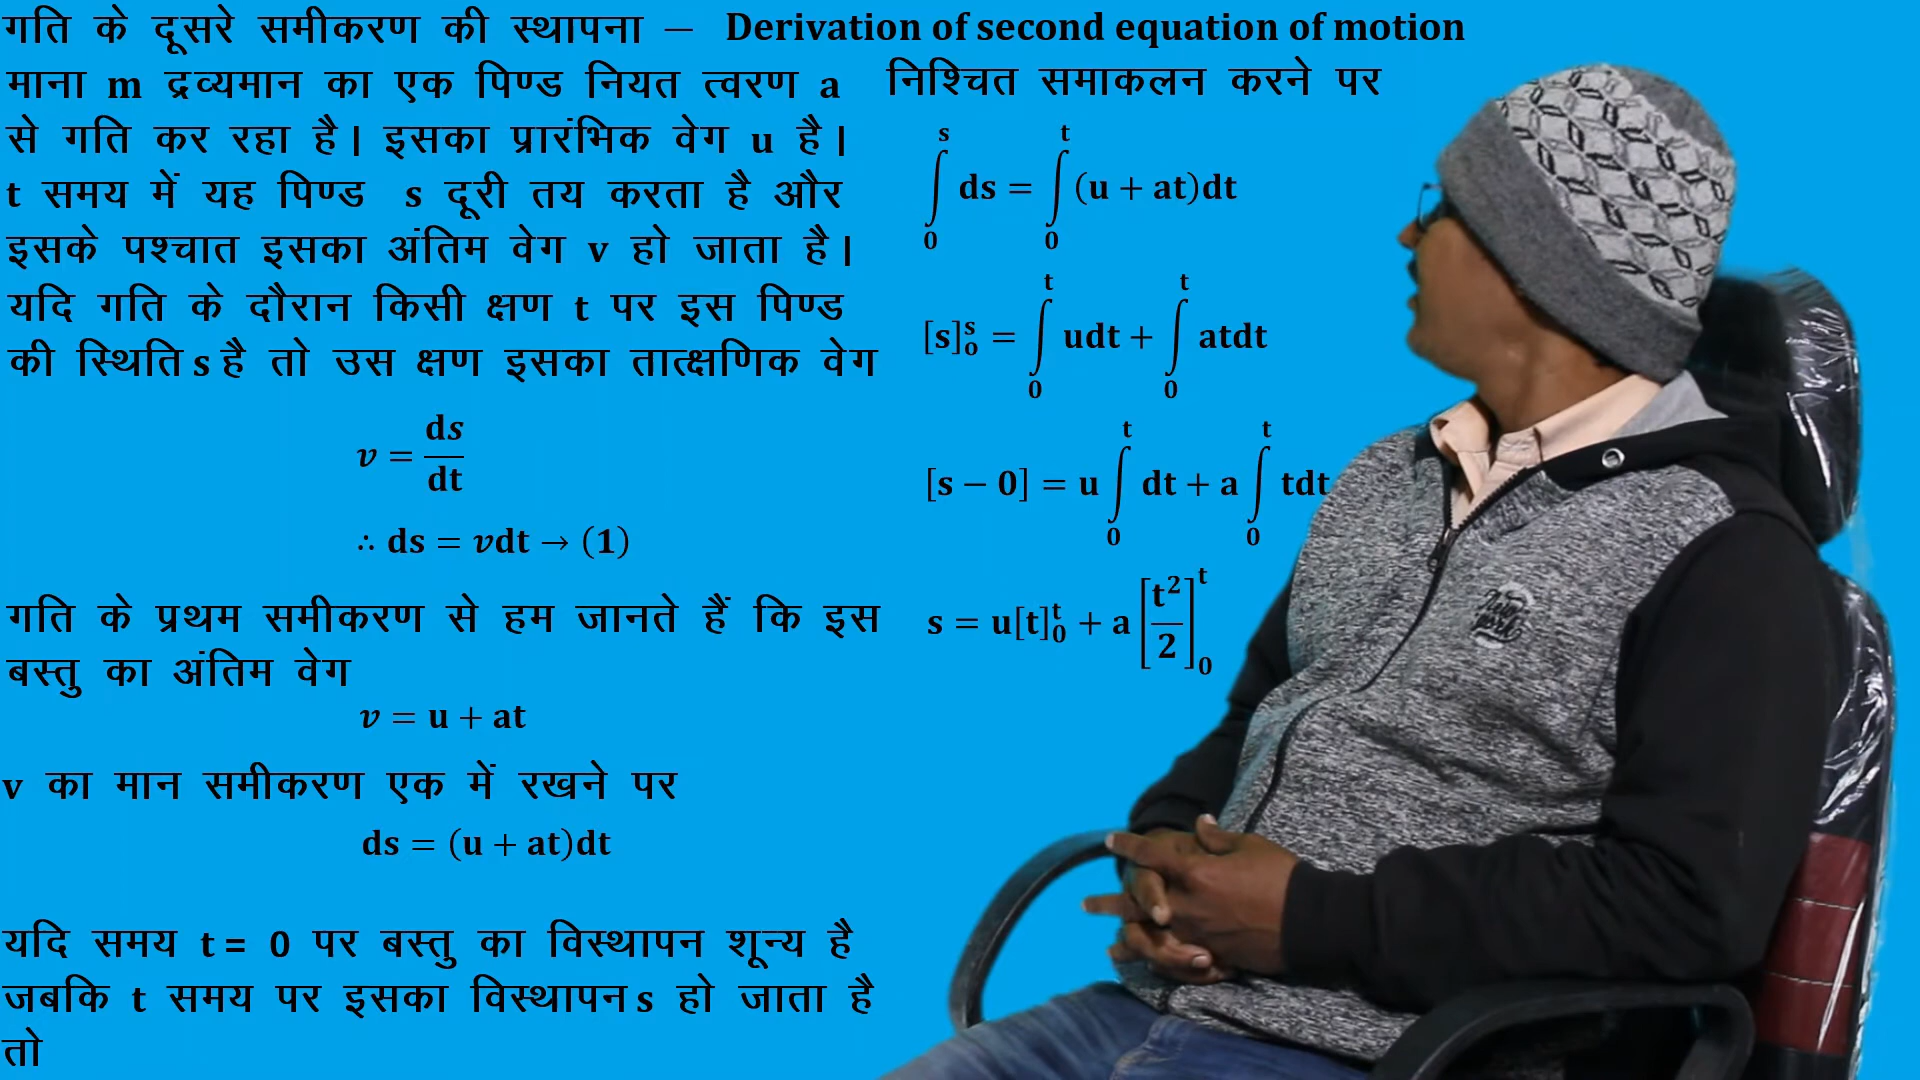 गति के दूसरे समीकरण की स्थापना — Derivation of second equation of motion
माना m द्रव्यमान का एक पिण्ड नियत त्वरण a
से गति कर रहा है| इसका प्रारंभिक वेग u है|
t समय में यह पिण्ड s दूरी तय करता है और
इसके पश्चात इसका अंतिम वेग v हो जाता है|
यदि गति के दौरान किसी क्षण t पर इस पिण्ड
की स्थिति s है तो उस क्षण इसका तात्क्षणिक वेग
v = ds/dt
∴ ds = vdt → (1)
गति के प्रथम समीकरण से हम जानते हैं कि इस
बस्तु का अंतिम वेग
v = u + at
v का मान समीकरण एक में रखने पर
ds = (u + at)dt
यदि समय t = 0 पर बस्तु का विस्थापन शून्य है
जबकि t समय पर इसका विस्थापन s हो जाता है
तो
निश्चित समाकलन करने पर
∫₀ˢ ds = ∫₀ᵗ (u + at)dt
[s]ₒˢ = ∫₀ᵗ udt + ∫₀ᵗ atdt
[s − 0] = u ∫₀ᵗ dt + a ∫₀ᵗ tdt
s = u[t]₀ᵗ + a [t²/2]₀ᵗ